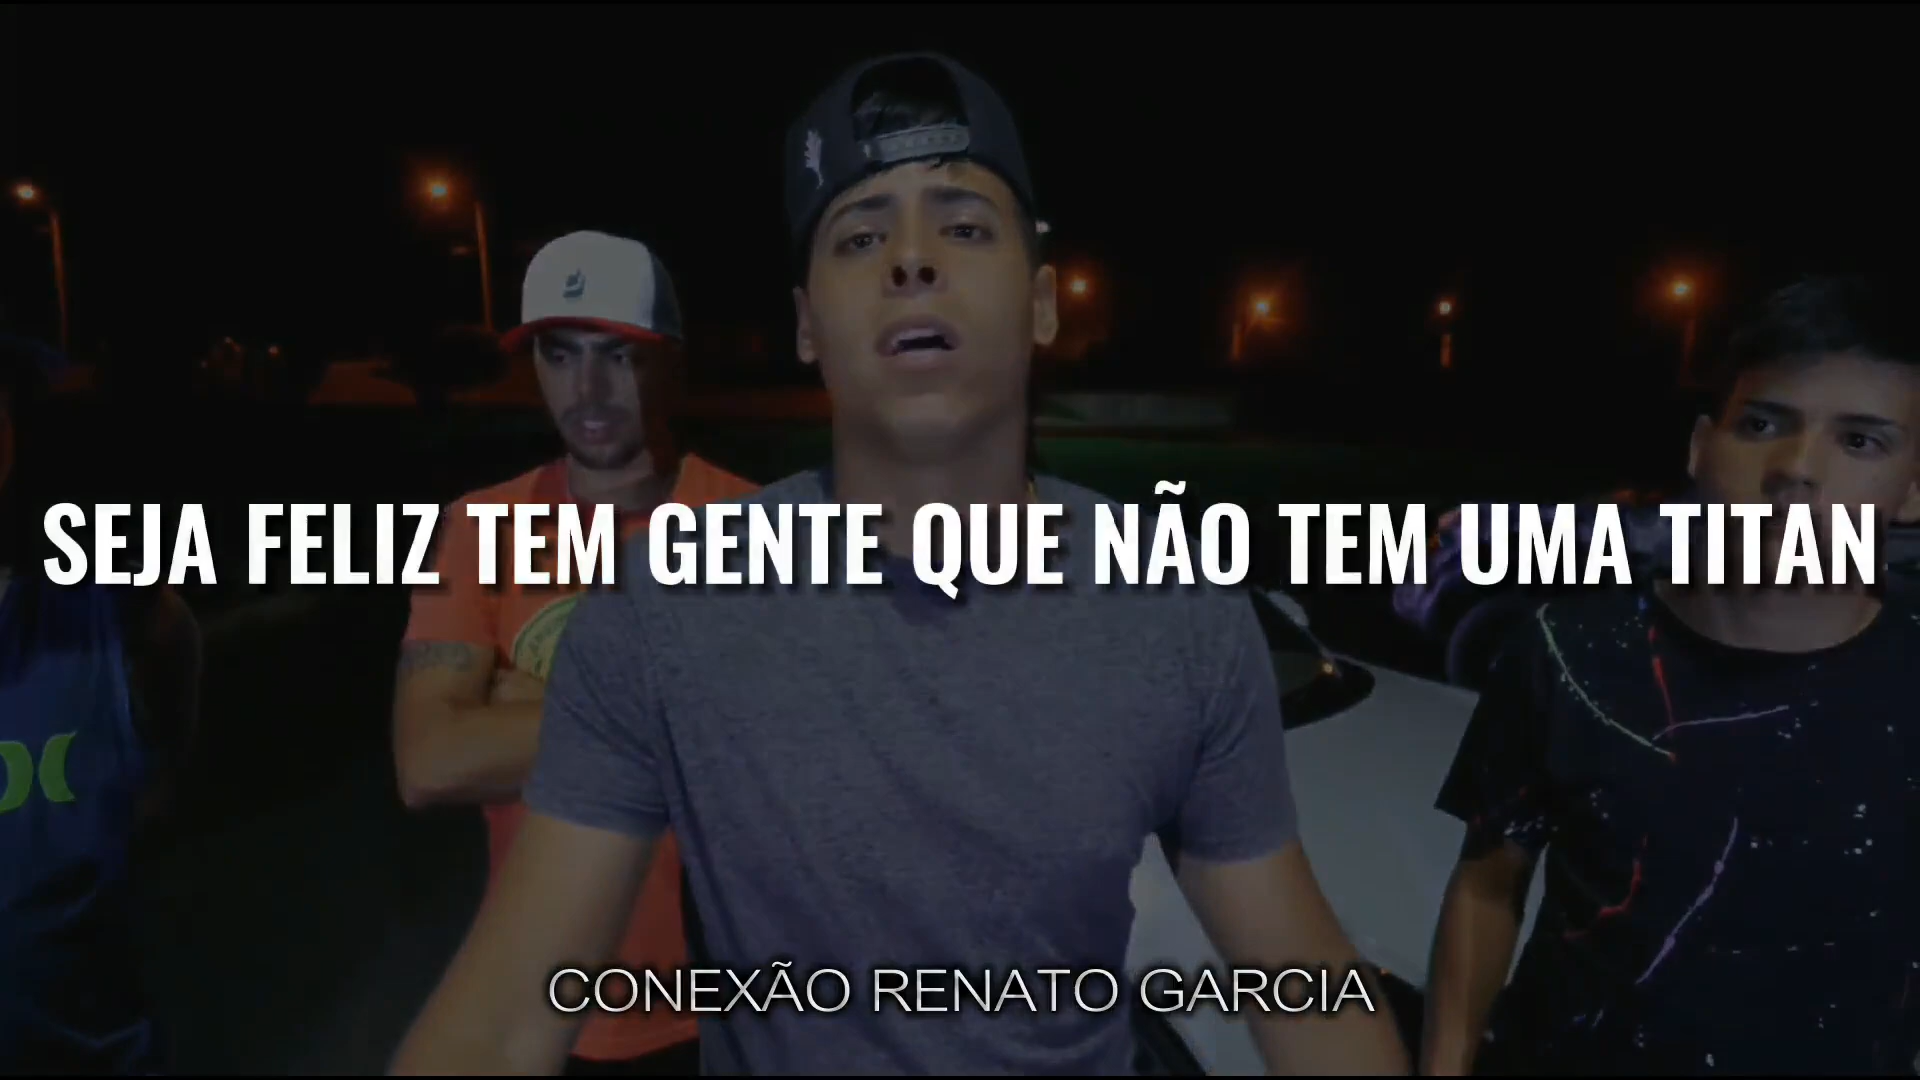 SEJA FELIZ TEM GENTE QUE NÃO TEM UMA TITAN
CONEXÃO RENATO GARCIA